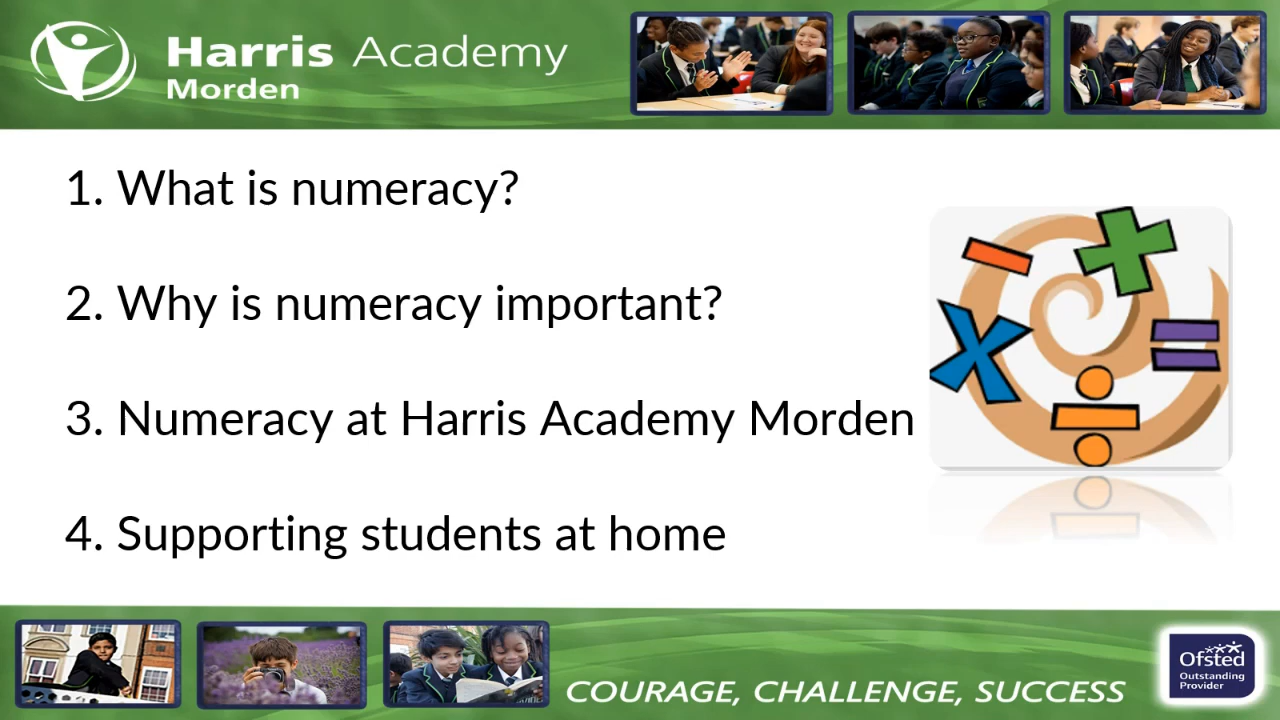 Harris Academy
Morden
1. What is numeracy?
2. Why is numeracy important?
3. Numeracy at Harris Academy Morden
4. Supporting students at home
COURAGE, CHALLENGE, SUCCESS
Ofsted
Outstanding
Provider